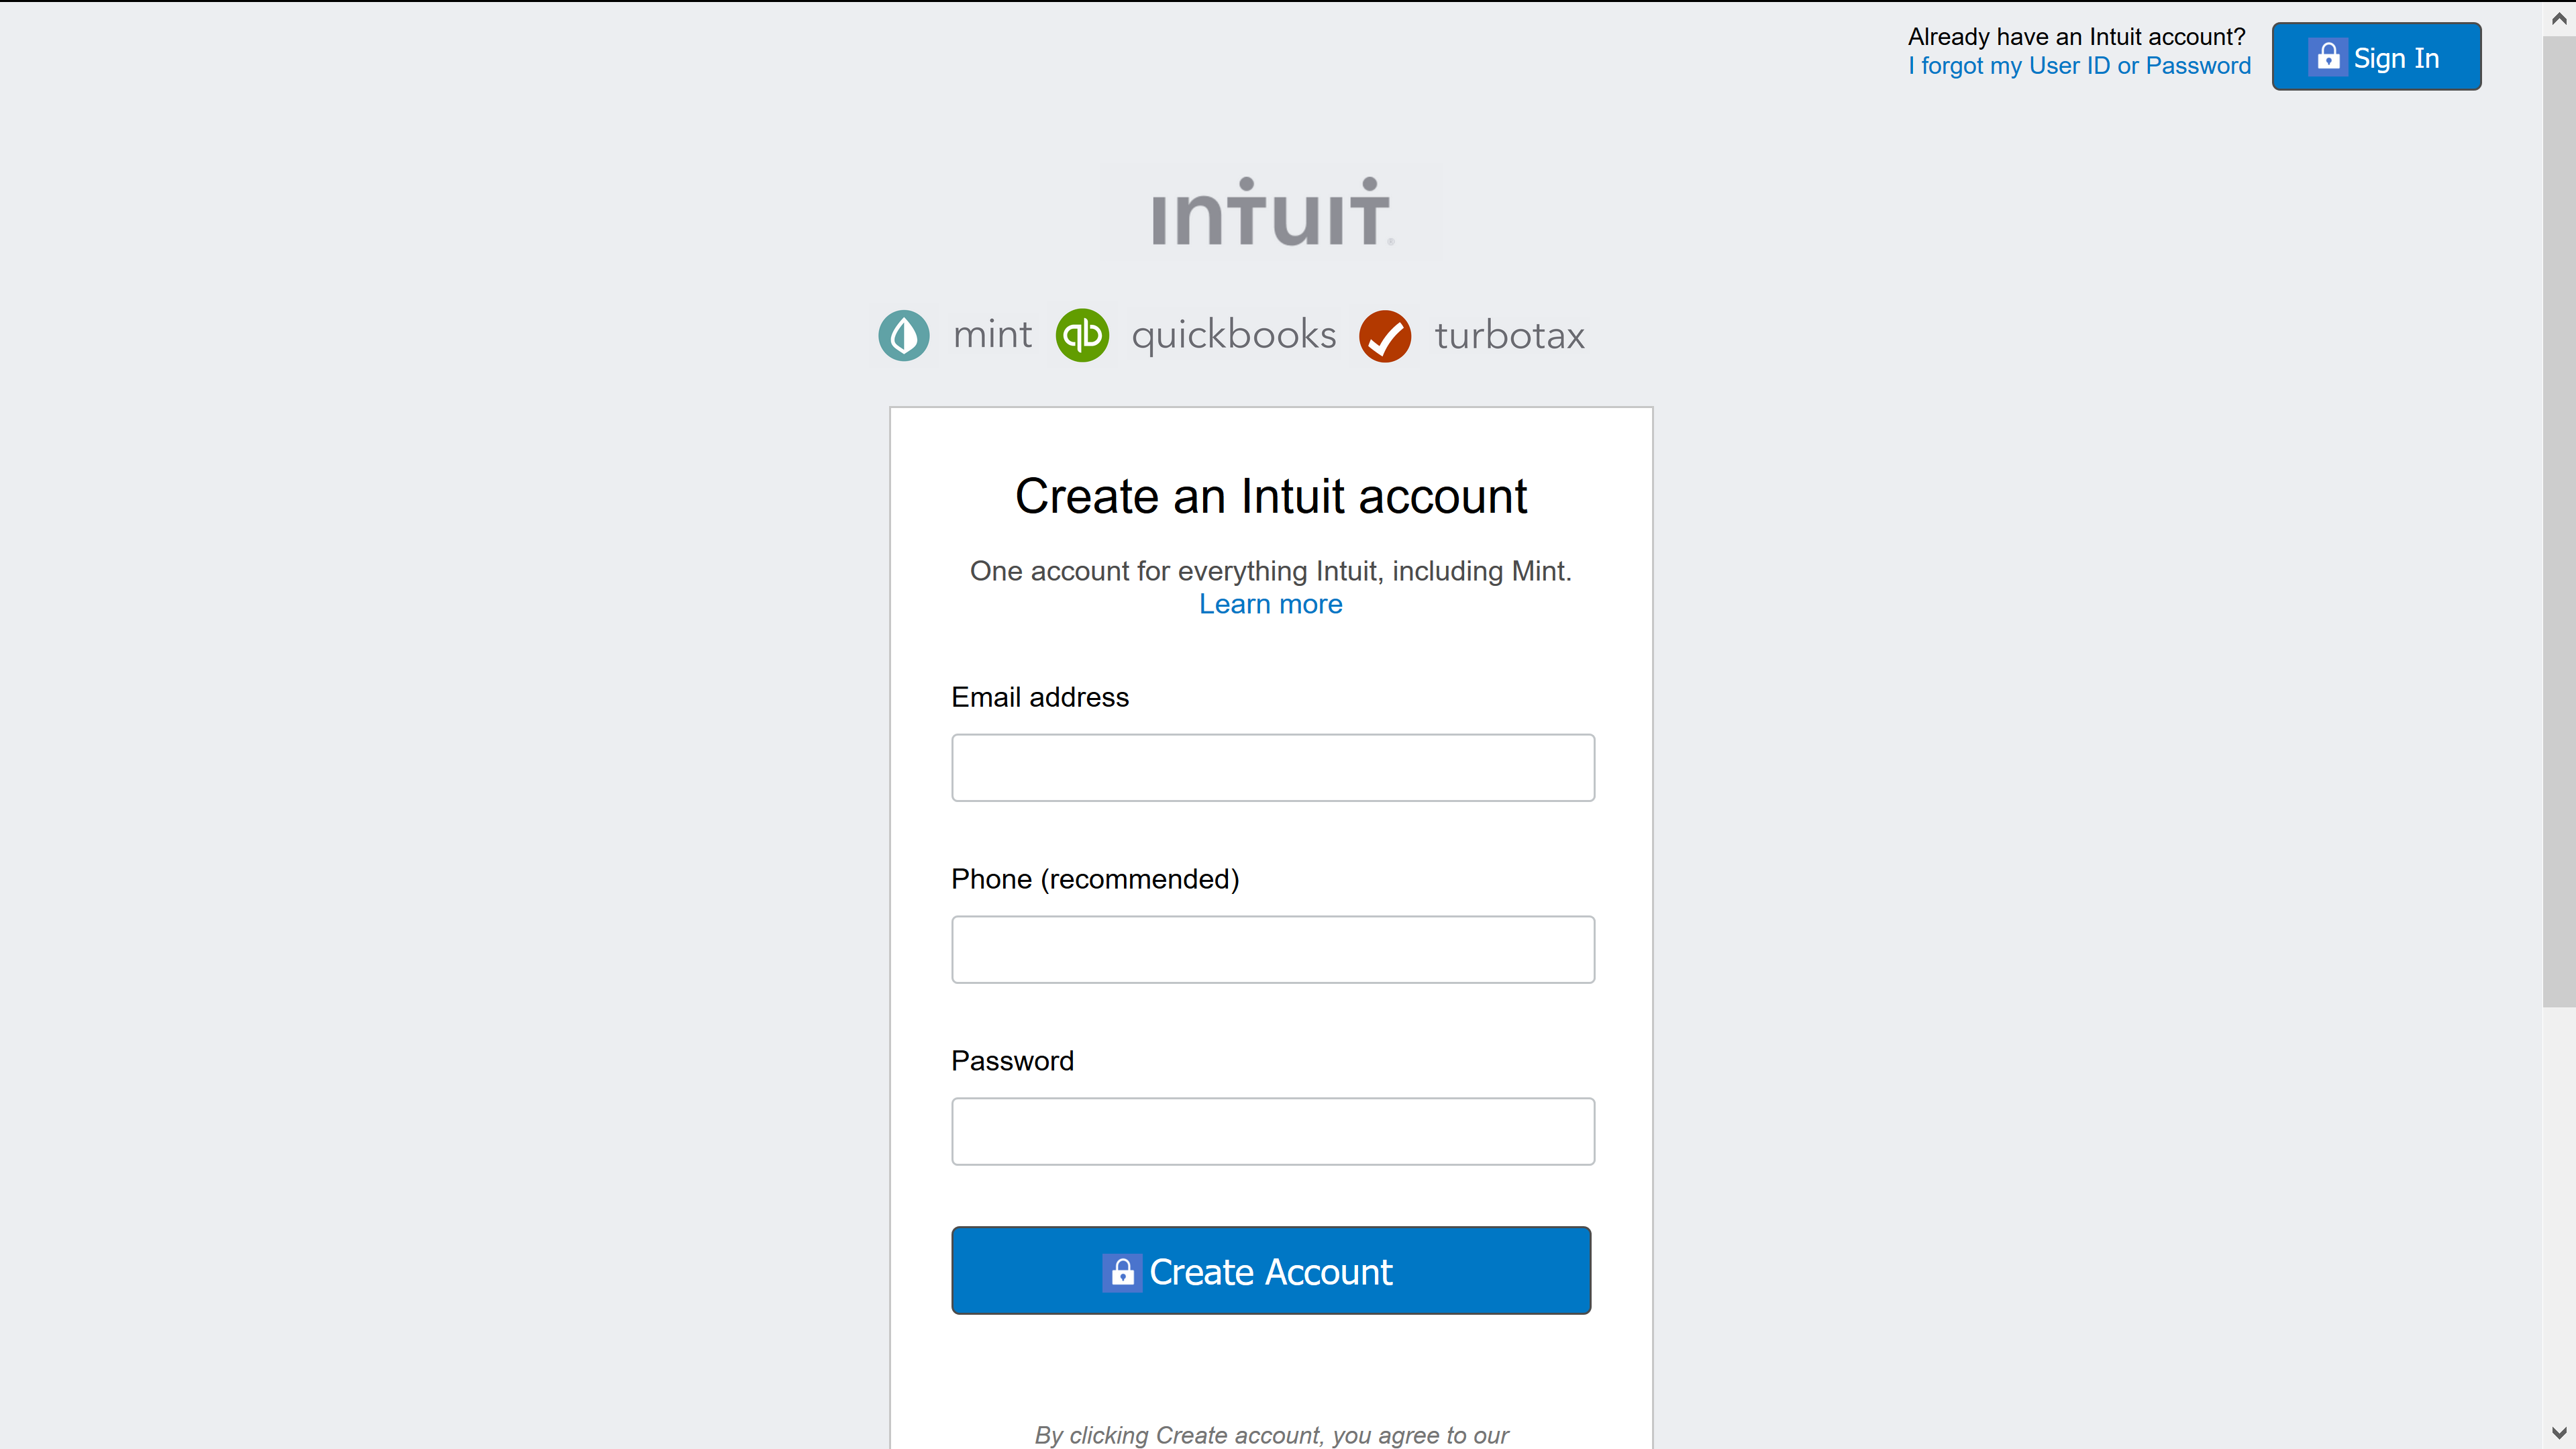 Already have an Intuit account?
I forgot my User ID or Password
Sign In
intuit®
mint
qb
quickbooks
turbotax
Create an Intuit account
One account for everything Intuit, including Mint.
Learn more
Email address
Phone (recommended)
Password
Create Account
By clicking Create account, you agree to our